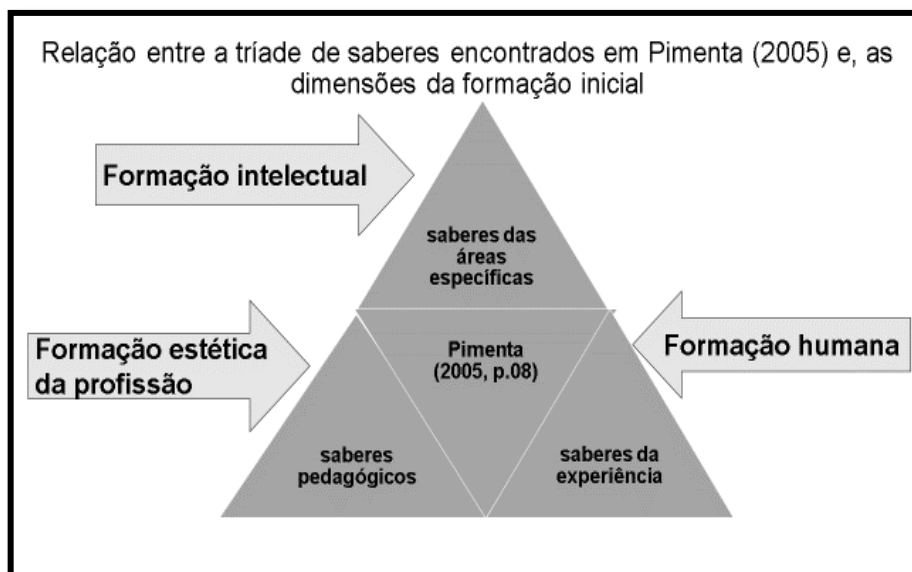 Relação entre a tríade de saberes encontrados em Pimenta (2005) e, as
dimensões da formação inicial
Formação intelectual
saberes das
áreas
específicas
Formação estética
da profissão
Pimenta
(2005, p.08)
Formação humana
saberes
pedagógicos
saberes da
experiência